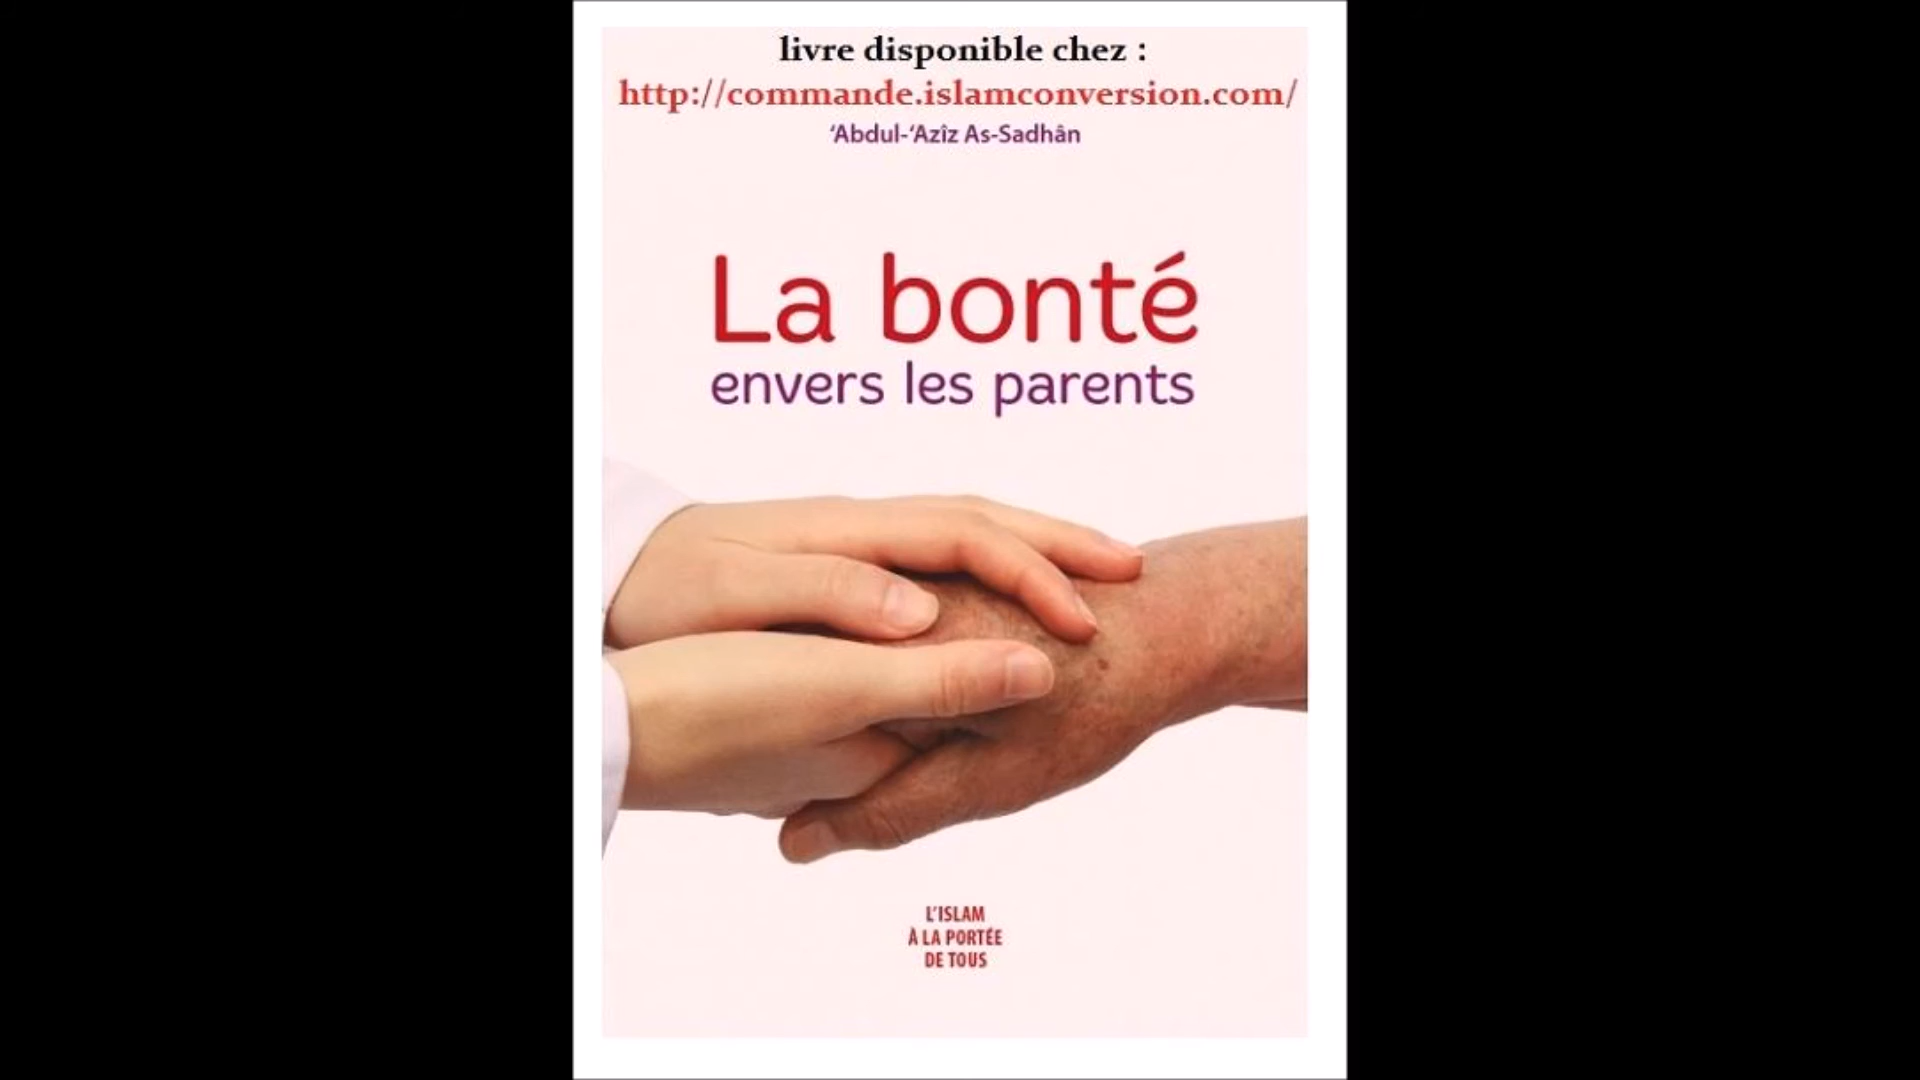 livre disponible chez :
http://commande.islamconversion.com/
‘Abdul-‘Azîz As-Sadhân
La bonté
envers les parents
L’ISLAM
À LA PORTÉE
DE TOUS